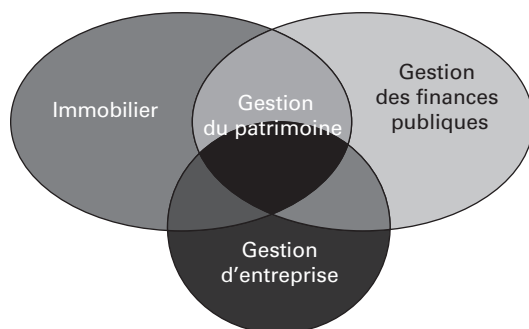 Immobilier
Gestion
du patrimoine
Gestion
des finances
publiques
Gestion
d’entreprise